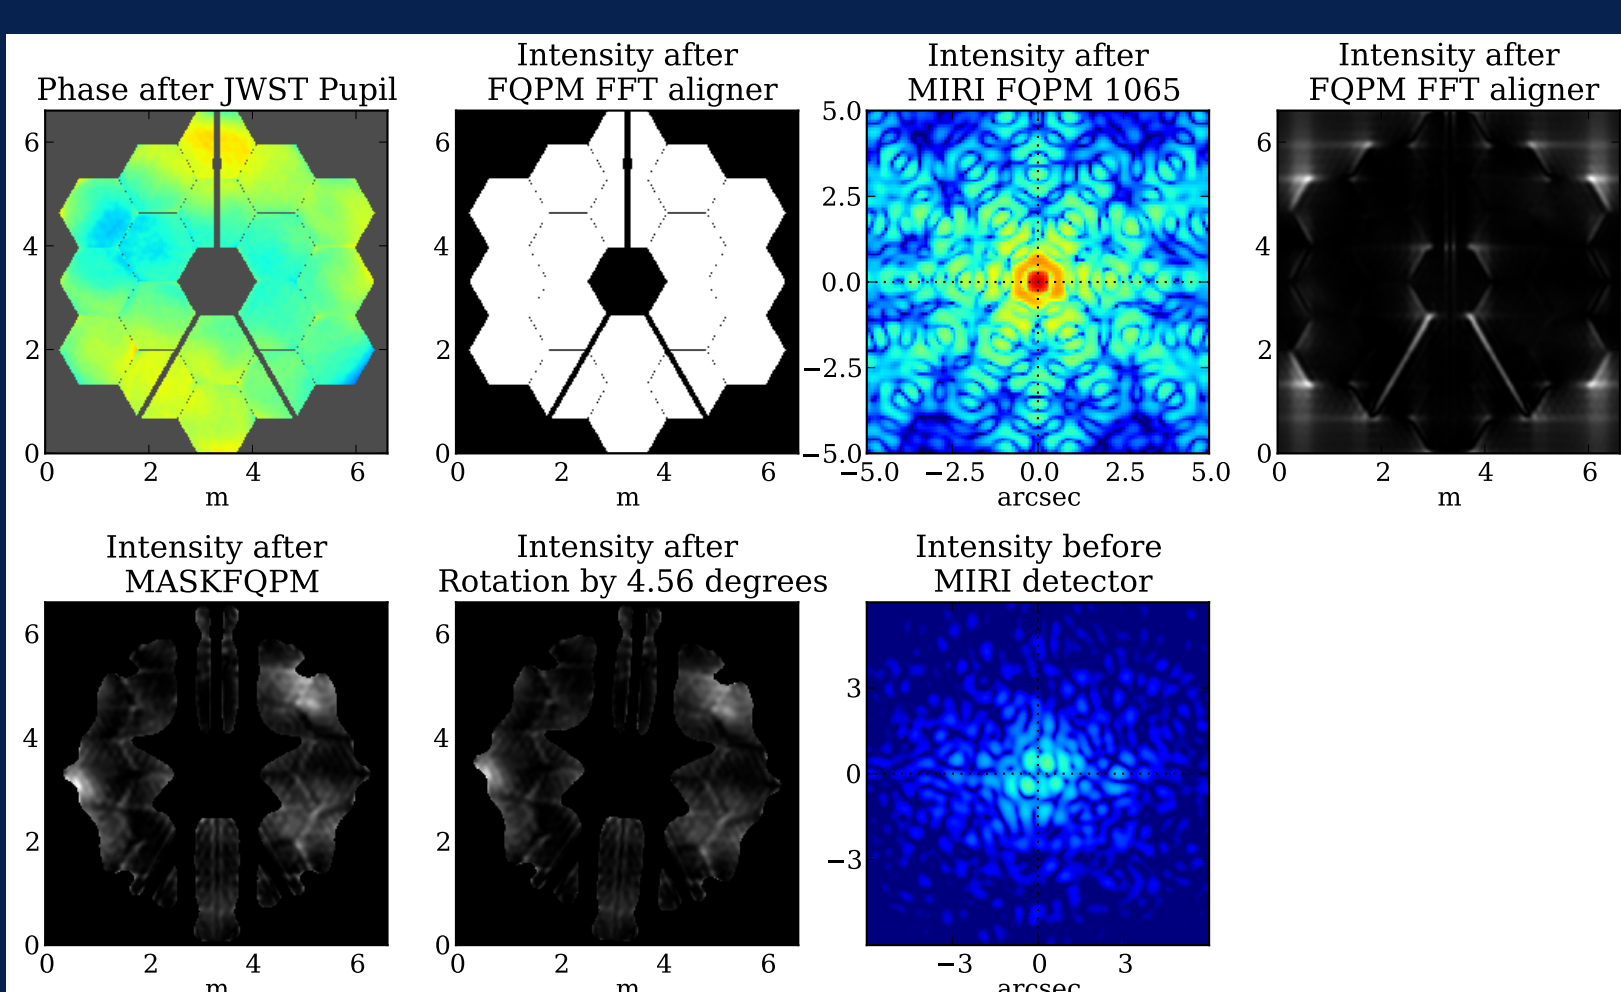 Phase after JWST Pupil
6
4
2
0
0 2 4 6
m
Intensity after
FQPM FFT aligner
6
4
2
0
0 2 4 6
m
Intensity after
MIRI FQPM 1065
5.0
2.5
0.0
−2.5
−5.0
−5.0 −2.5 0.0 2.5 5.0
arcsec
Intensity after
FQPM FFT aligner
6
4
2
0
0 2 4 6
m
Intensity after
MASKFQPM
6
4
2
0
0 2 4 6
m
Intensity after
Rotation by 4.56 degrees
6
4
2
0
0 2 4 6
m
Intensity before
MIRI detector
3
0
−3
−3 0 3
arcsec